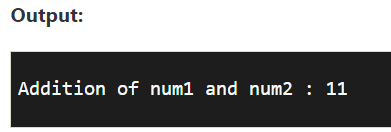 Output:
Addition of num1 and num2 : 11